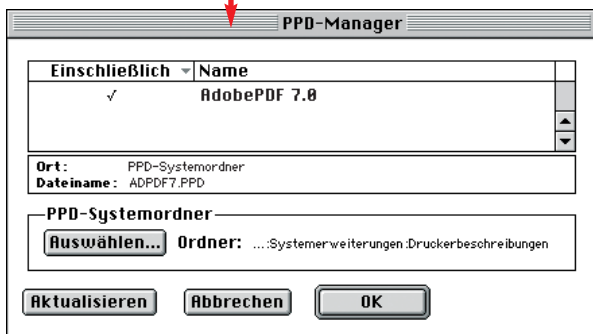 PPD-Manager
Einschließlich Name
√ AdobePDF 7.0
Ort: PPD-Systemordner
Dateiname: ADPDF7.PPD
PPD-Systemordner
Auswählen... Ordner: ...:Systemerweiterungen:Druckerbeschreibungen
Aktualisieren Abbrechen OK